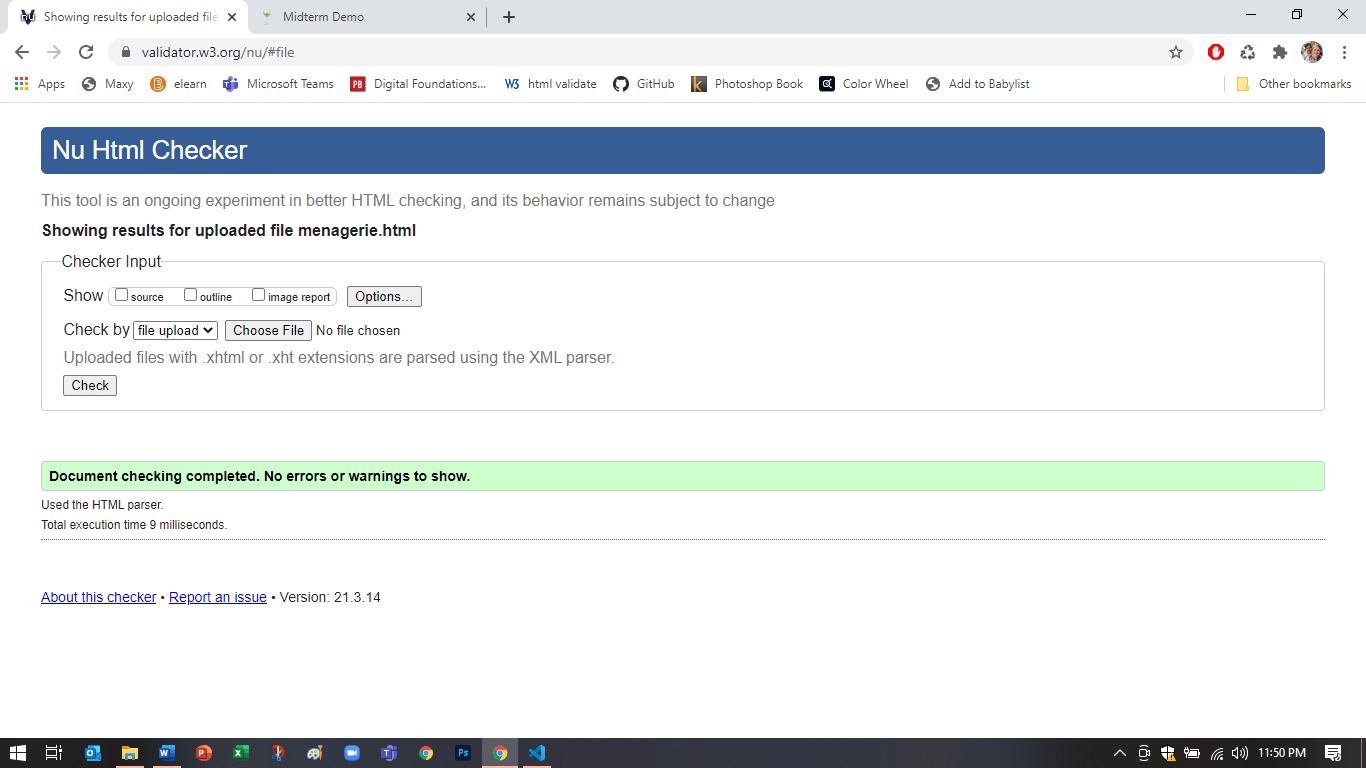 Showing results for uploaded file
Midterm Demo
validator.w3.org/nu/#file
Apps Maxy elearn Microsoft Teams PB Digital Foundations... W3 html validate GitHub Photoshop Book Color Wheel Add to Babylist Other bookmarks
Nu Html Checker
This tool is an ongoing experiment in better HTML checking, and its behavior remains subject to change
Showing results for uploaded file menagerie.html
Checker Input
Show source outline image report Options...
Check by file upload Choose File No file chosen
Uploaded files with .xhtml or .xht extensions are parsed using the XML parser.
Check
Document checking completed. No errors or warnings to show.
Used the HTML parser.
Total execution time 9 milliseconds.
About this checker • Report an issue • Version: 21.3.14
11:50 PM